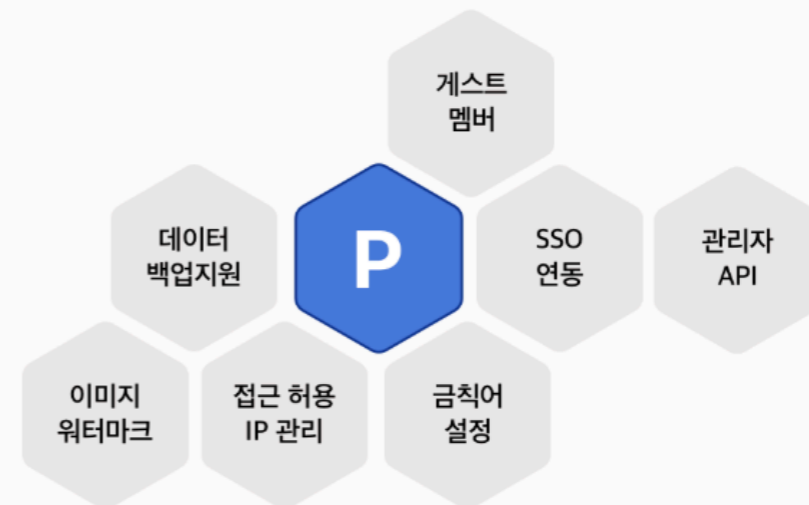 게스트
멤버
데이터
백업지원
P
SSO
연동
관리자
API
이미지
워터마크
접근 허용
IP 관리
금칙어
설정